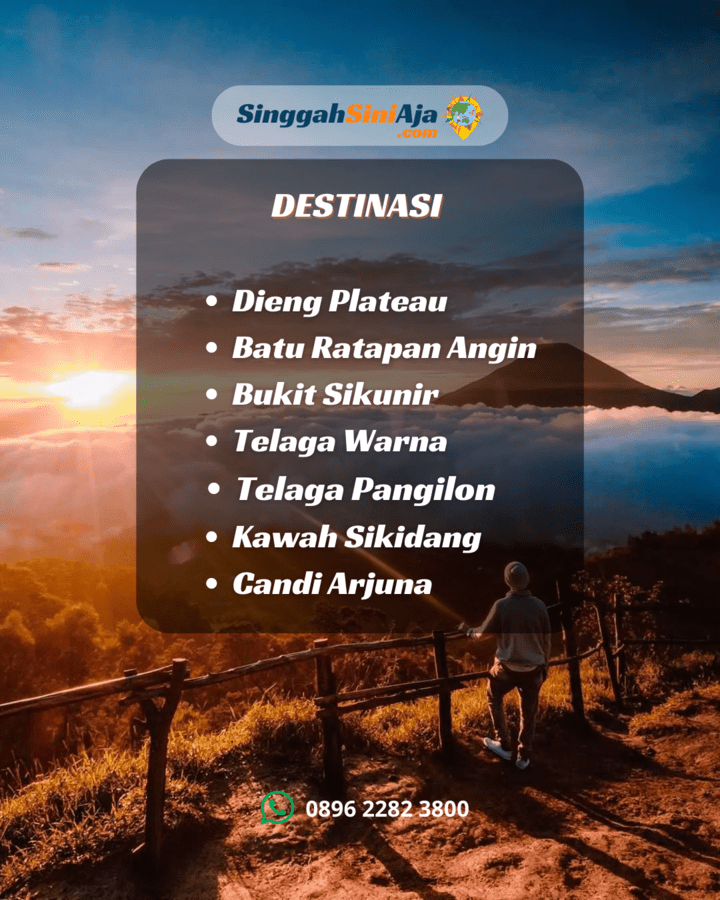 SinggahSiniAja
.com
DESTINASI
• Dieng Plateau
• Batu Ratapan Angin
• Bukit Sikunir
• Telaga Warna
• Telaga Pangilon
• Kawah Sikidang
• Candi Arjuna
0896 2282 3800